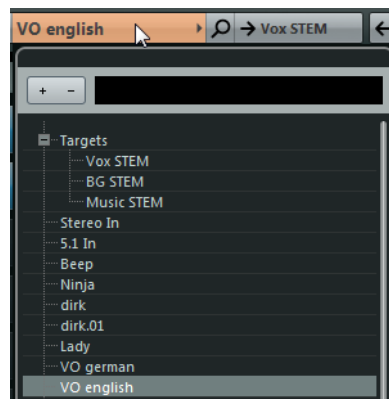 VO english → Vox STEM ←
+ -
Targets
Vox STEM
BG STEM
Music STEM
Stereo In
5.1 In
Beep
Ninja
dirk
dirk.01
Lady
VO german
VO english